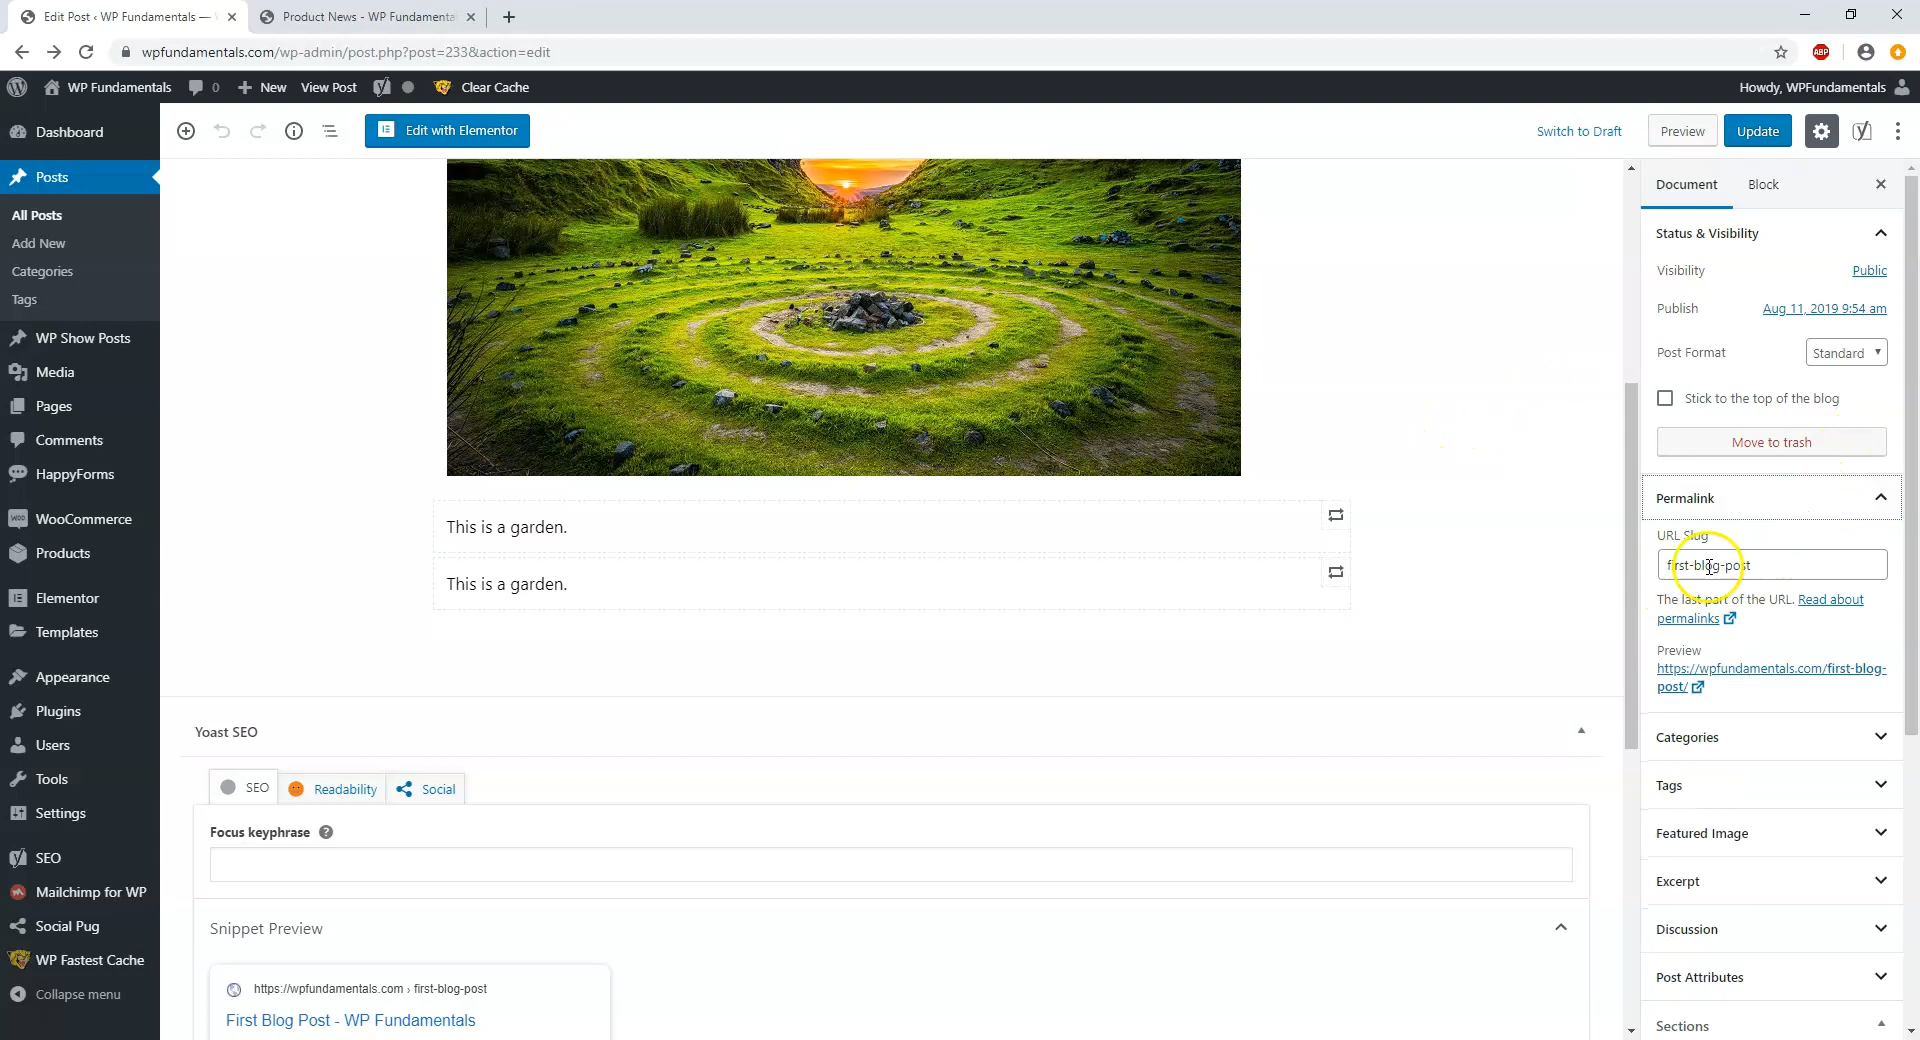 Edit Post ‹ WP Fundamentals —
Product News - WP Fundamenta
wpfundamentals.com/wp-admin/post.php?post=233&action=edit
ABP
WP Fundamentals
0
New
View Post
Clear Cache
Howdy, WPFundamentals
Dashboard
Posts
All Posts
Add New
Categories
Tags
WP Show Posts
Media
Pages
Comments
HappyForms
WooCommerce
Products
Elementor
Templates
Appearance
Plugins
Users
Tools
Settings
SEO
Mailchimp for WP
Social Pug
WP Fastest Cache
Collapse menu
Edit with Elementor
Switch to Draft
Preview
Update
This is a garden.
This is a garden.
Yoast SEO
SEO
Readability
Social
Focus keyphrase
Snippet Preview
https://wpfundamentals.com › first-blog-post
First Blog Post - WP Fundamentals
Document
Block
Status & Visibility
Visibility
Public
Publish
Aug 11, 2019 9:54 am
Post Format
Standard
Stick to the top of the blog
Move to trash
Permalink
URL Slug
first-blog-post
The last part of the URL. Read about
permalinks
Preview
https://wpfundamentals.com/first-blog-
post/
Categories
Tags
Featured Image
Excerpt
Discussion
Post Attributes
Sections